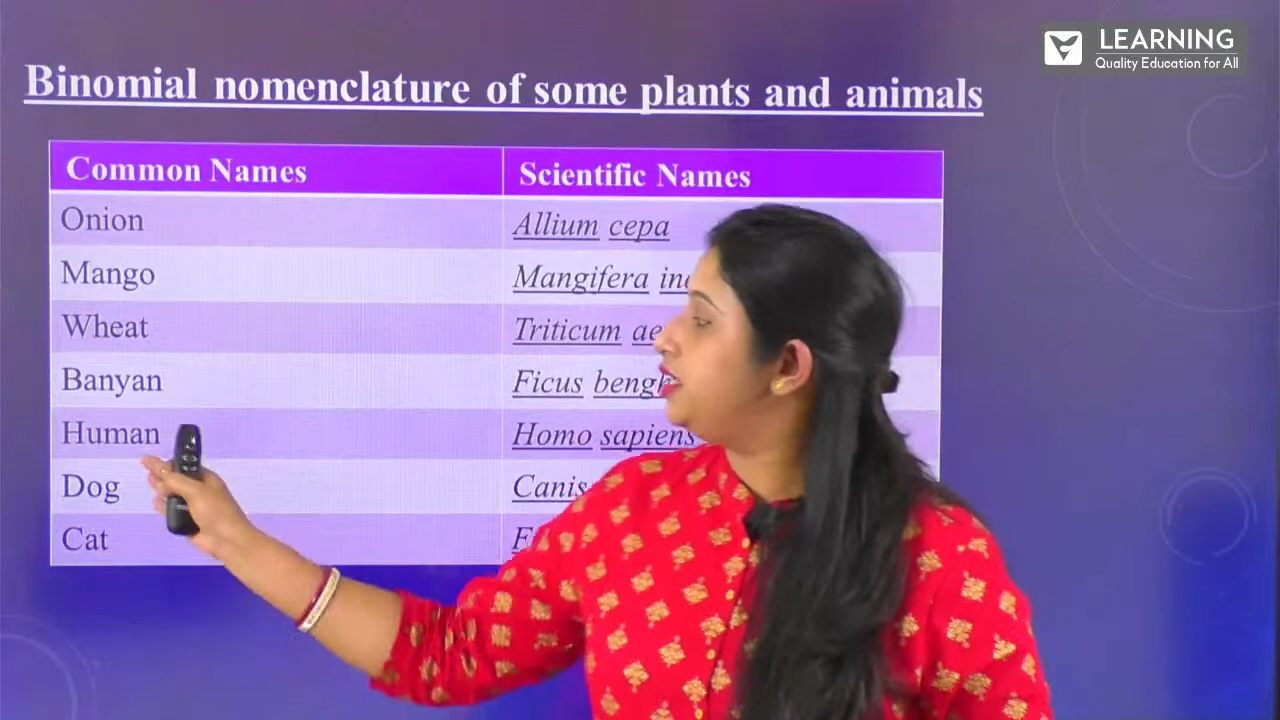 LEARNING
Quality Education for All
Binomial nomenclature of some plants and animals
Common Names Scientific Names
Onion Allium cepa
Mango Mangifera
Wheat Triticum
Banyan Ficus
Human Homo sapiens
Dog Canis
Cat